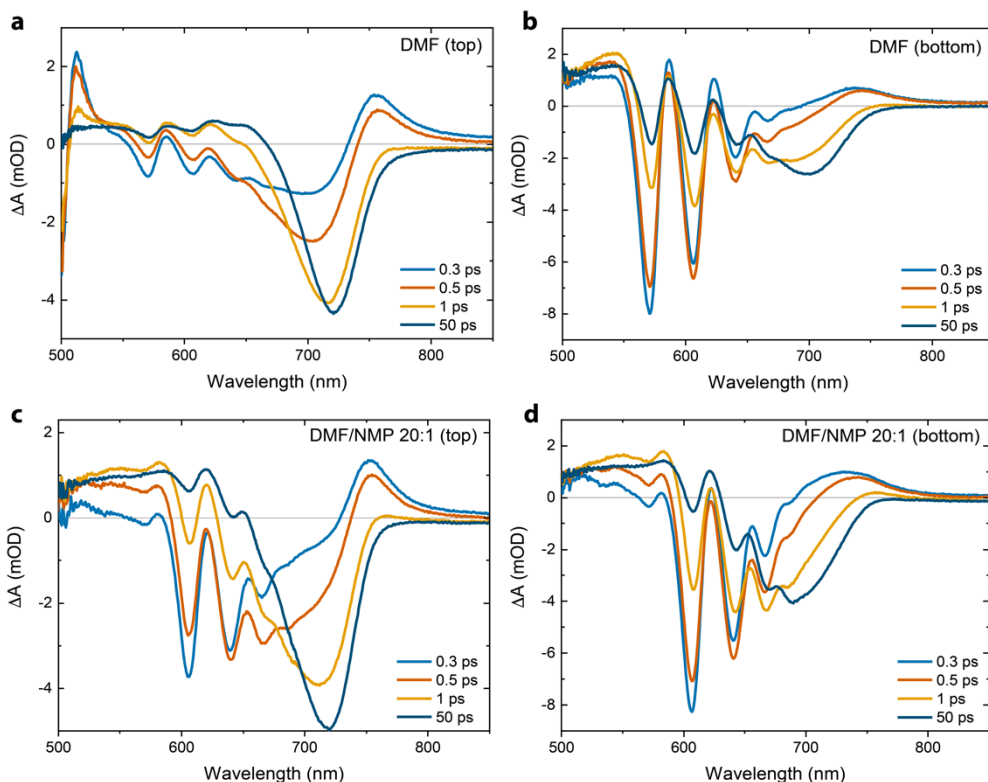 a
DMF (top)
2
0
-2
-4
ΔA (mOD)
0.3 ps
0.5 ps
1 ps
50 ps
500 600 700 800
Wavelength (nm)
b
DMF (bottom)
2
0
-2
-4
-6
-8
ΔA (mOD)
0.3 ps
0.5 ps
1 ps
50 ps
500 600 700 800
Wavelength (nm)
c
DMF/NMP 20:1 (top)
2
0
-2
-4
ΔA (mOD)
0.3 ps
0.5 ps
1 ps
50 ps
500 600 700 800
Wavelength (nm)
d
DMF/NMP 20:1 (bottom)
2
0
-2
-4
-6
-8
ΔA (mOD)
0.3 ps
0.5 ps
1 ps
50 ps
500 600 700 800
Wavelength (nm)